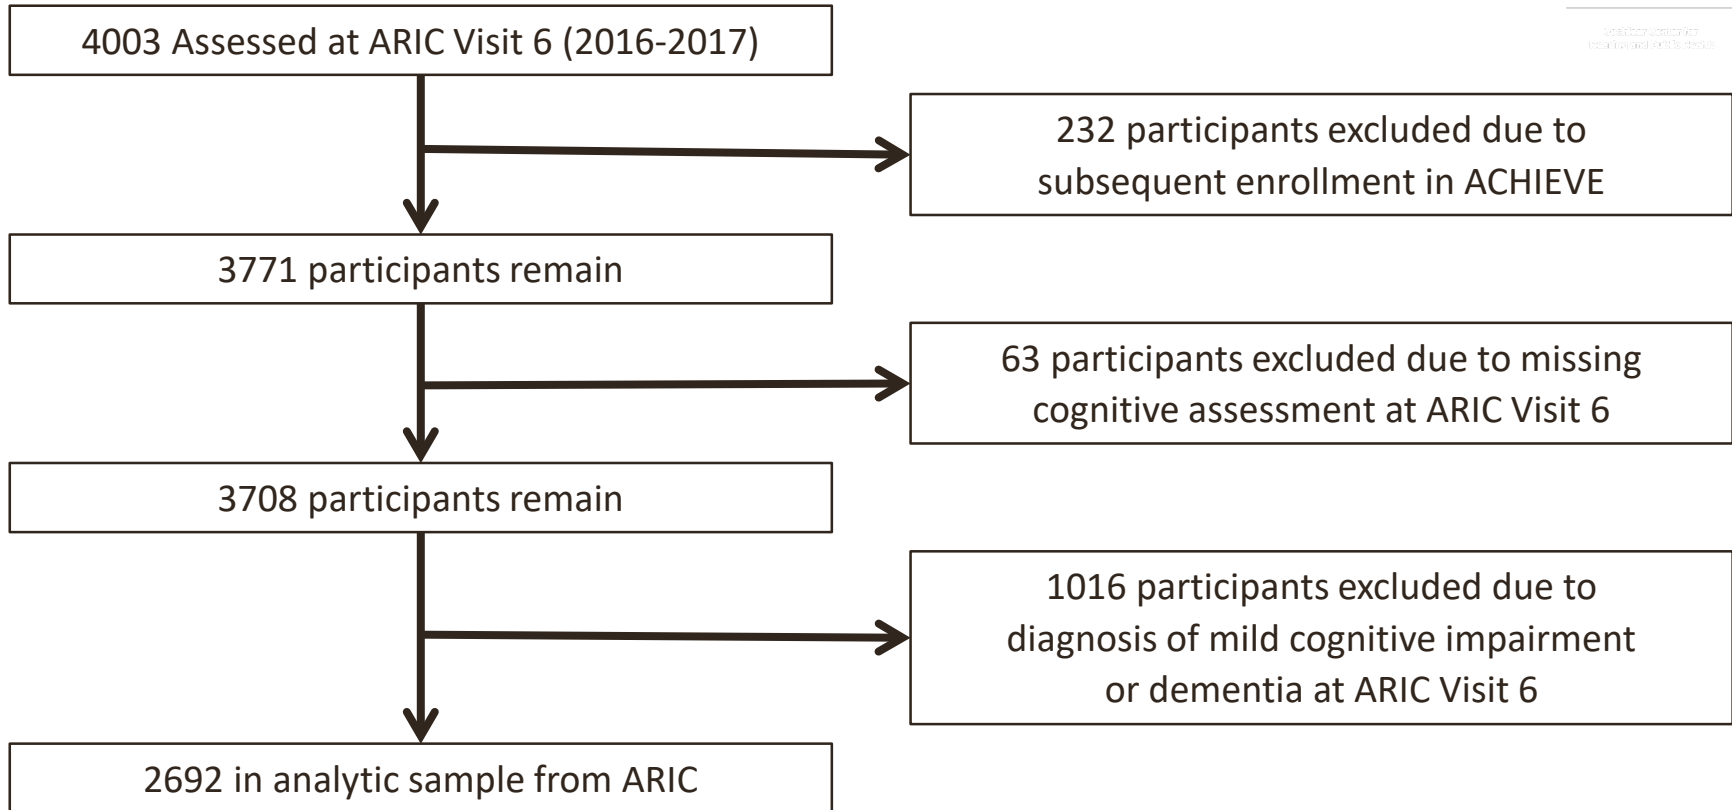 4003 Assessed at ARIC Visit 6 (2016-2017)
232 participants excluded due to
subsequent enrollment in ACHIEVE
3771 participants remain
63 participants excluded due to missing
cognitive assessment at ARIC Visit 6
3708 participants remain
1016 participants excluded due to
diagnosis of mild cognitive impairment
or dementia at ARIC Visit 6
2692 in analytic sample from ARIC